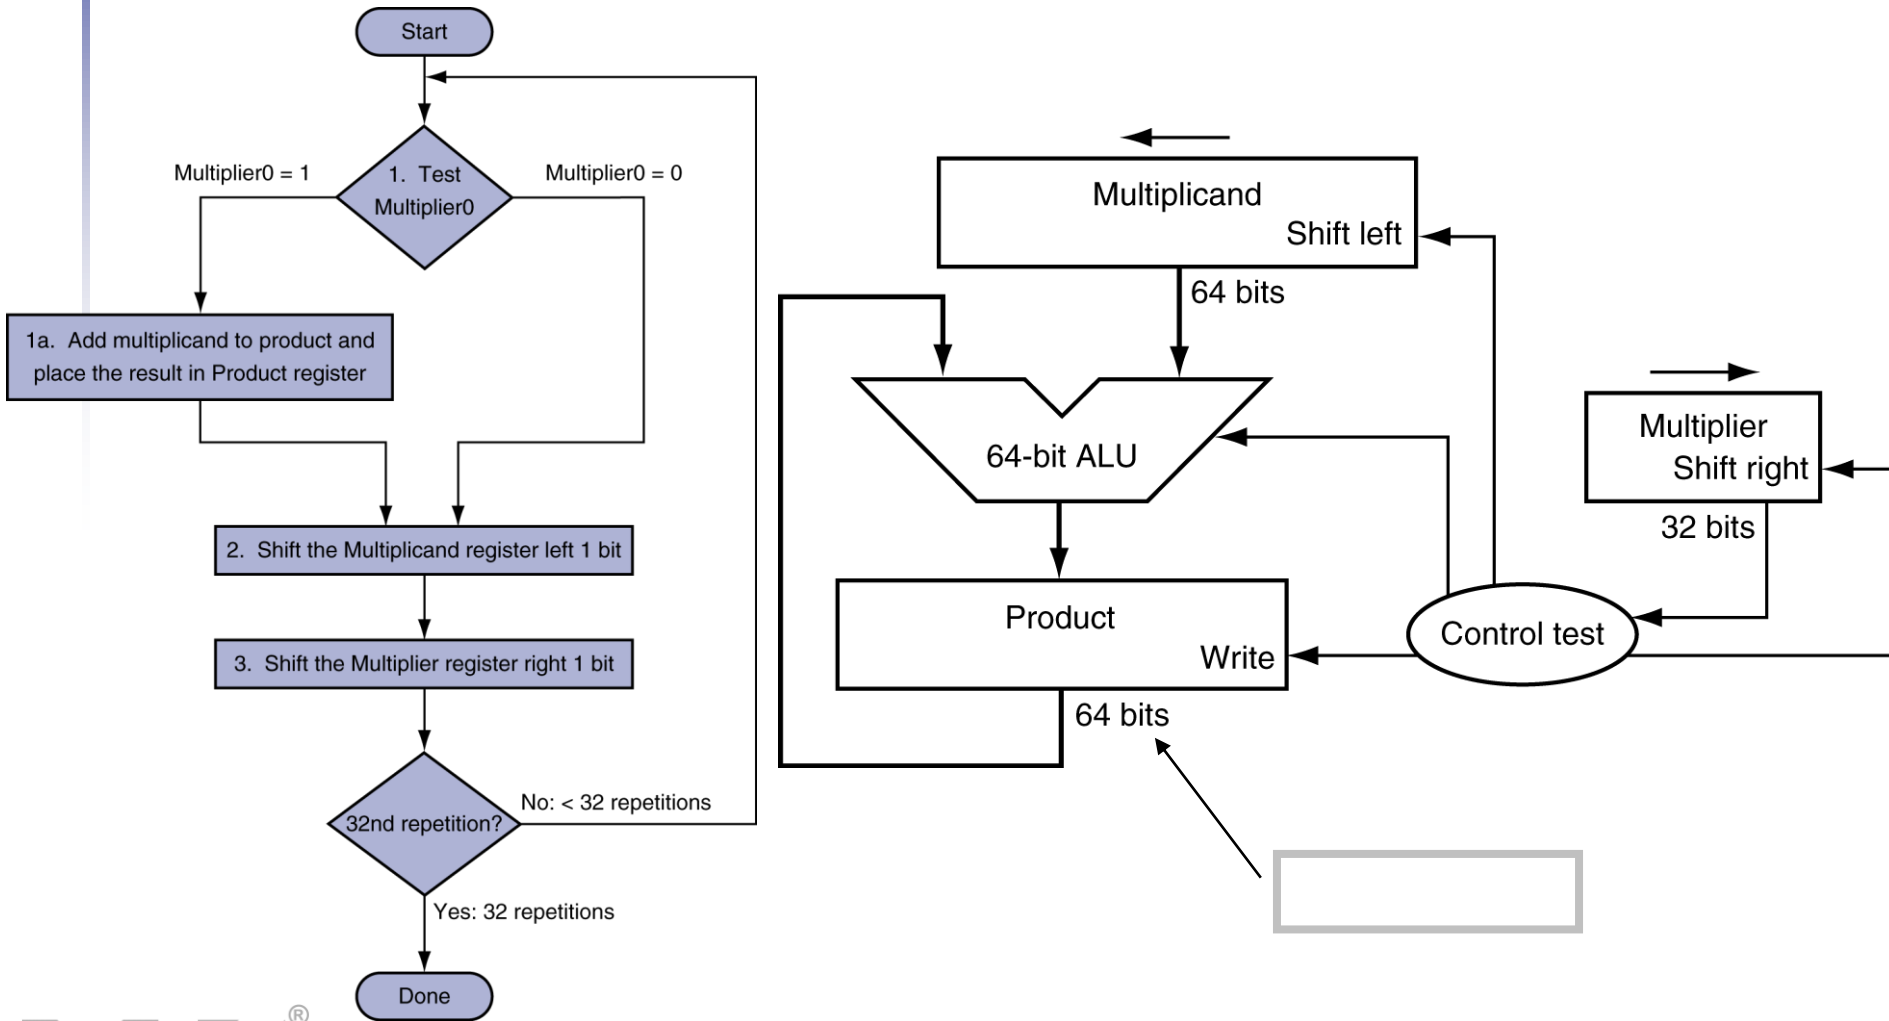 Start
Multiplier0 = 1
1. Test
Multiplier0
Multiplier0 = 0
1a. Add multiplicand to product and
place the result in Product register
2. Shift the Multiplicand register left 1 bit
3. Shift the Multiplier register right 1 bit
32nd repetition?
No: < 32 repetitions
Yes: 32 repetitions
Done
®
Multiplicand
Shift left
64 bits
64-bit ALU
Multiplier
Shift right
32 bits
Product
Write
Control test
64 bits